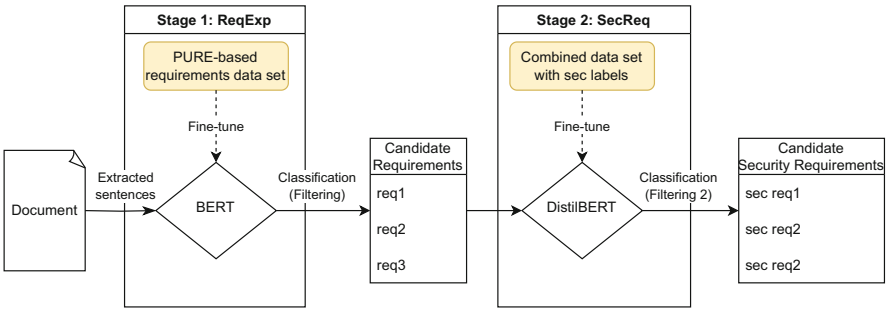 Stage 1: ReqExp
PURE-based
requirements data set
Fine-tune
Document
Extracted
sentences
BERT
Classification
(Filtering)
Candidate
Requirements
req1
req2
req3
Stage 2: SecReq
Combined data set
with sec labels
Fine-tune
DistilBERT
Classification
(Filtering 2)
Candidate
Security Requirements
sec req1
sec req2
sec req2